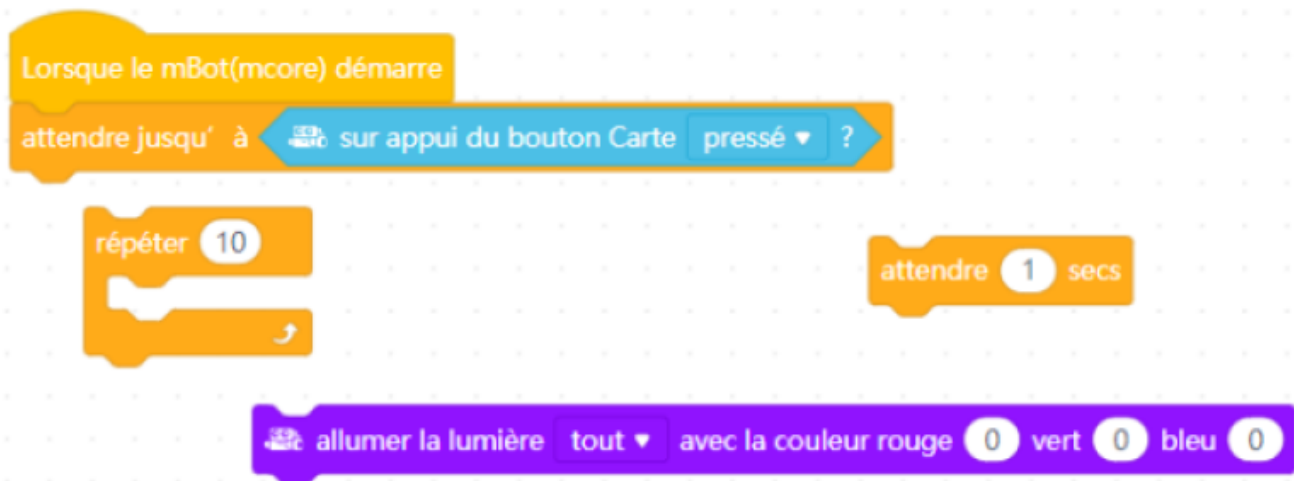 Lorsque le mBot(mcore) démarre
attendre jusqu' à sur appui du bouton Carte pressé ?
répéter 10
attendre 1 secs
allumer la lumière tout avec la couleur rouge 0 vert 0 bleu 0